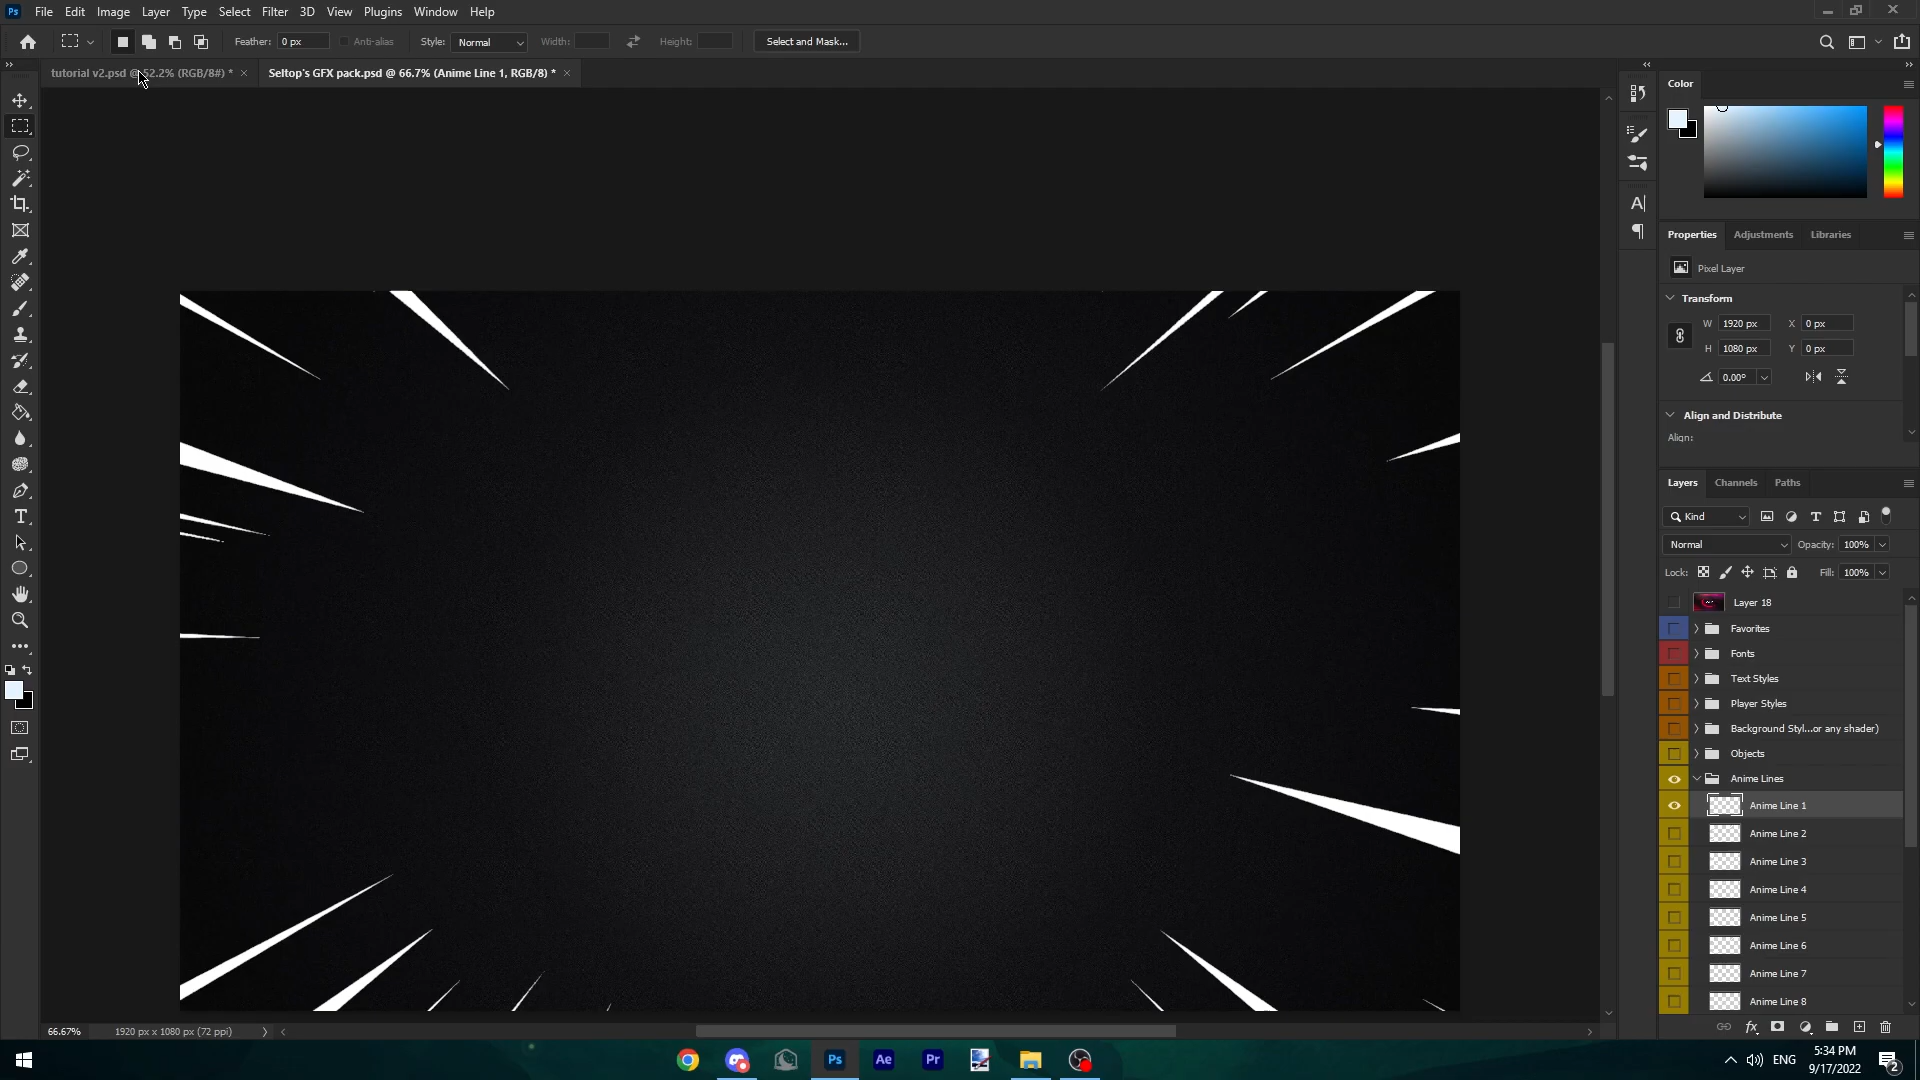 Ps File Edit Image Layer Type Select Filter 3D View Plugins Window Help
Feather: 0 px Anti-alias Style: Normal Width: Height: Select and Mask...
tutorial v2.psd @ 52.2% (RGB/8#) * × Seltop's GFX pack.psd @ 66.7% (Anime Line 1, RGB/8) * ×
Color
Properties Adjustments Libraries
Pixel Layer
Transform
W 1920 px X 0 px
H 1080 px Y 0 px
0.00°
Align and Distribute
Align:
Layers Channels Paths
Kind
Normal Opacity: 100%
Lock: Fill: 100%
Layer 18
Favorites
Fonts
Text Styles
Player Styles
Background Styl...or any shader)
Objects
Anime Lines
Anime Line 1
Anime Line 2
Anime Line 3
Anime Line 4
Anime Line 5
Anime Line 6
Anime Line 7
Anime Line 8
66.67% 1920 px x 1080 px (72 ppi)
fx
Ps Ae Pr
ENG
5:34 PM
9/17/2022
2